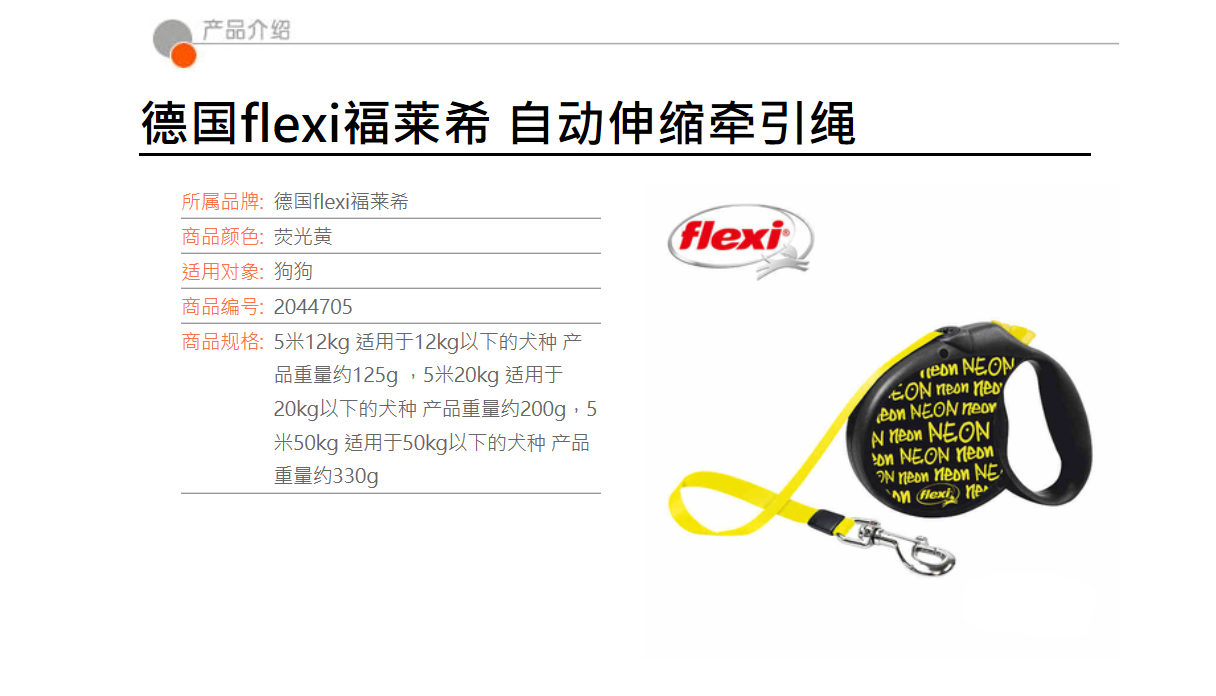 产品介绍
德国flexi福莱希 自动伸缩牵引绳
所属品牌: 德国flexi福莱希
商品颜色: 荧光黄
适用对象: 狗狗
商品编号: 2044705
商品规格: 5米12kg 适用于12kg以下的犬种 产
品重量约125g ，5米20kg 适用于
20kg以下的犬种 产品重量约200g，5
米50kg 适用于50kg以下的犬种 产品
重量约330g
flexi®
neon NEON
EON neon neo
eon NEON neon
N neon NEON
eon NEON neon
ON neon neon NE
on flexi ne